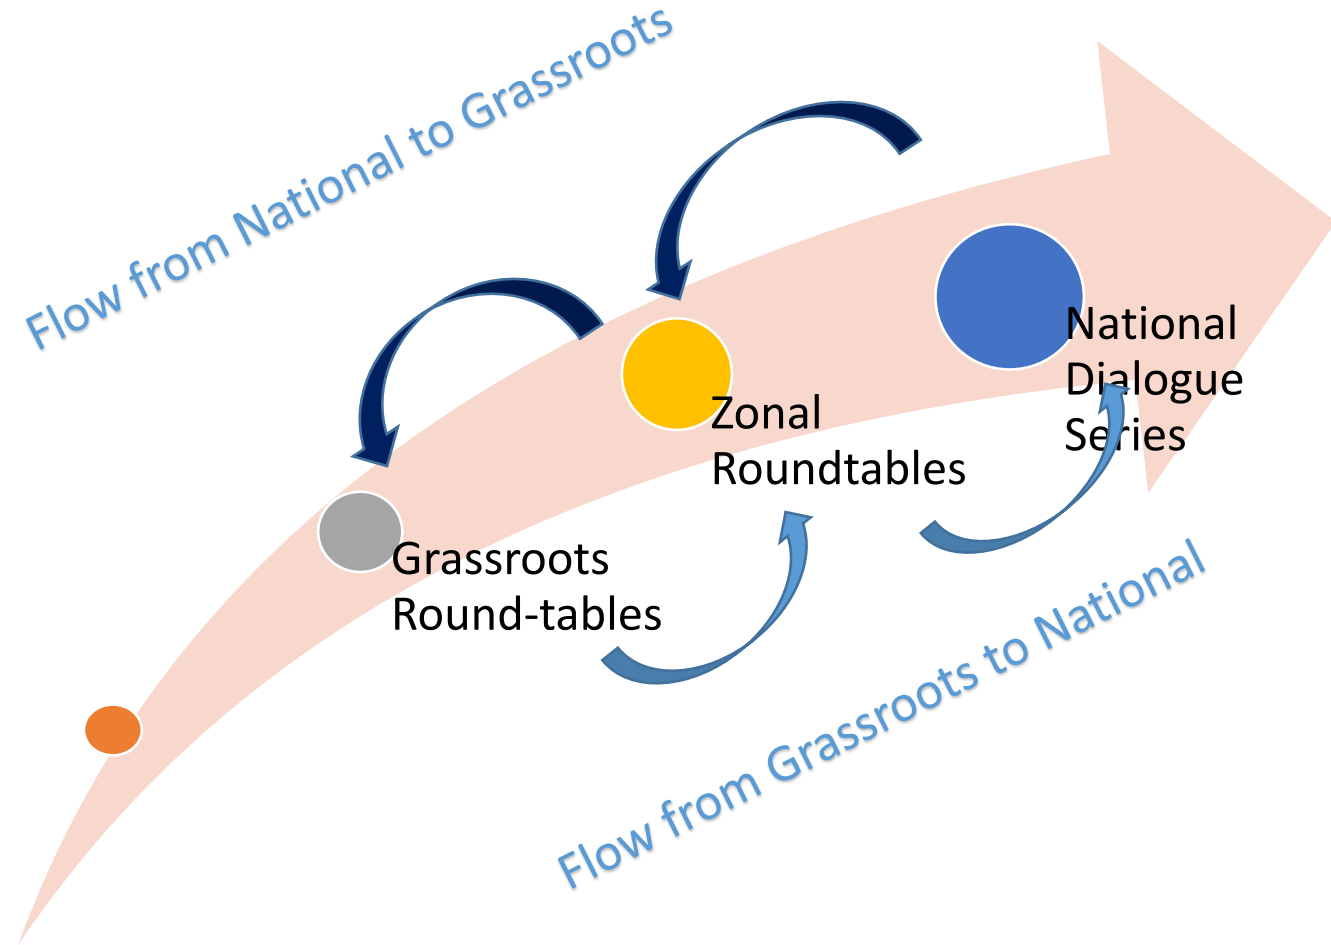 Flow from National to Grassroots
National
Dialogue
Series
Zonal
Roundtables
Grassroots
Round-tables
Flow from Grassroots to National